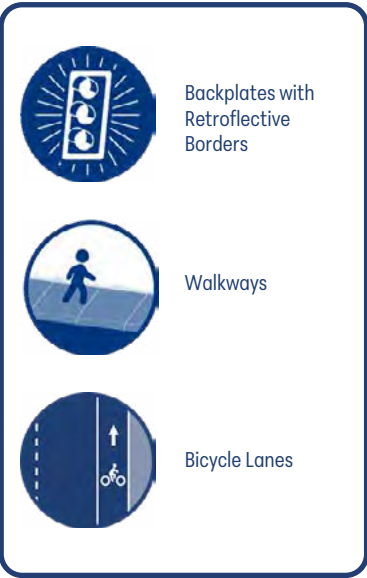 Backplates with
Retroflective
Borders
Walkways
Bicycle Lanes